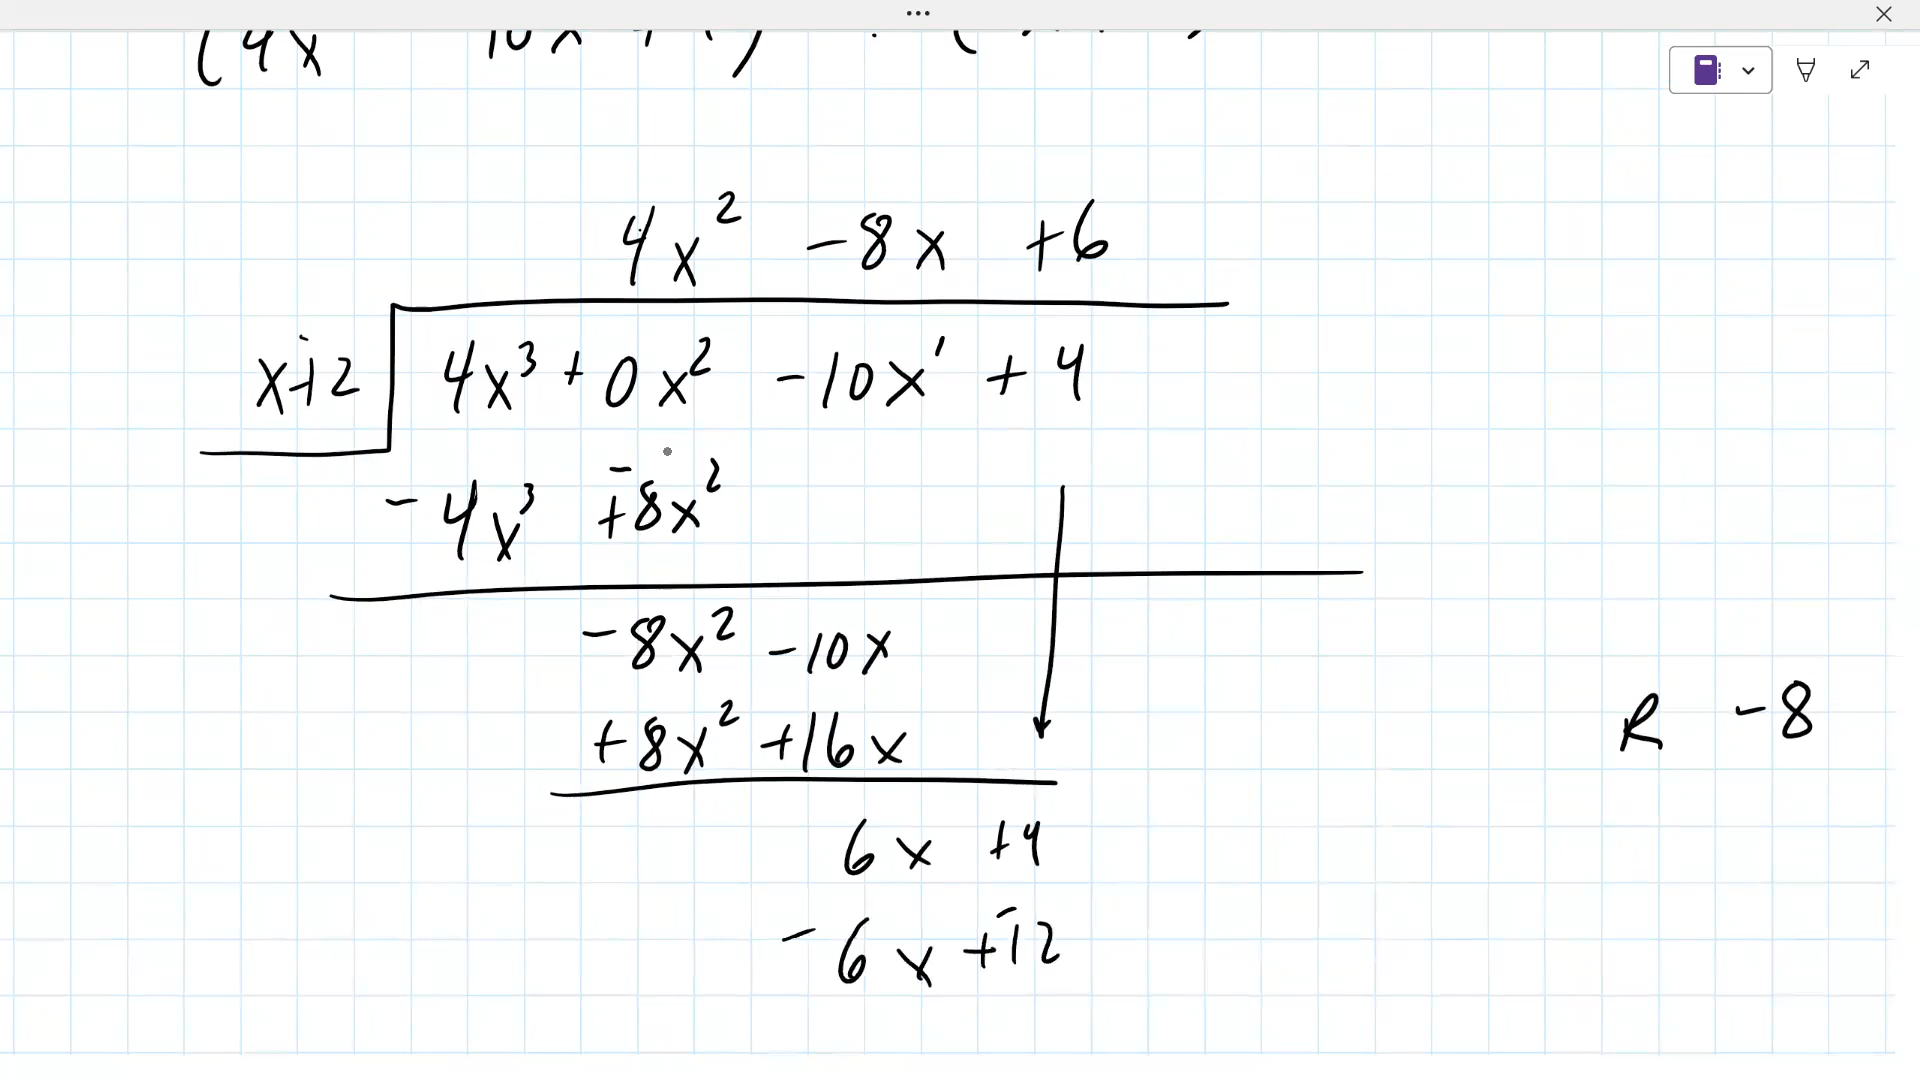 4x² -8x +6
x+2 4x³ + 0x² - 10x' + 4
- 4x³ +8x²
-8x² -10x
R -8
+8x² +16x
6x +4
- 6x +12